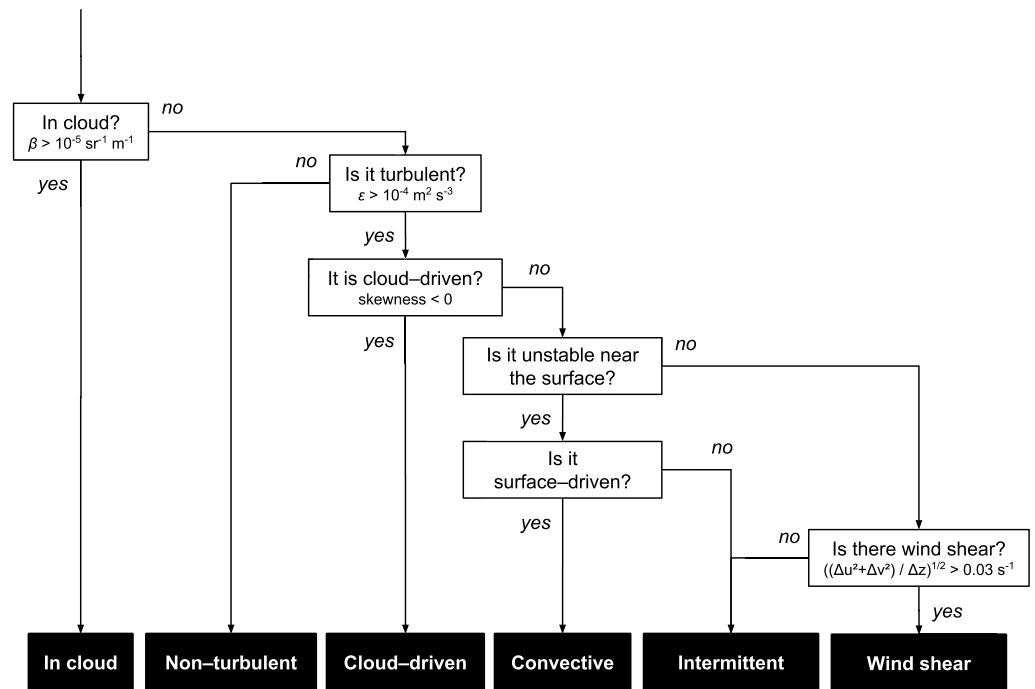 no
In cloud?
β > 10⁻⁵ sr⁻¹ m⁻¹
yes
no
Is it turbulent?
ε > 10⁻⁴ m² s⁻³
yes
It is cloud–driven?
skewness < 0
no
yes
Is it unstable near
the surface?
no
yes
Is it
surface–driven?
no
yes
no
Is there wind shear?
((Δu²+Δv²) / Δz)¹ᐟ² > 0.03 s⁻¹
yes
In cloud
Non–turbulent
Cloud–driven
Convective
Intermittent
Wind shear